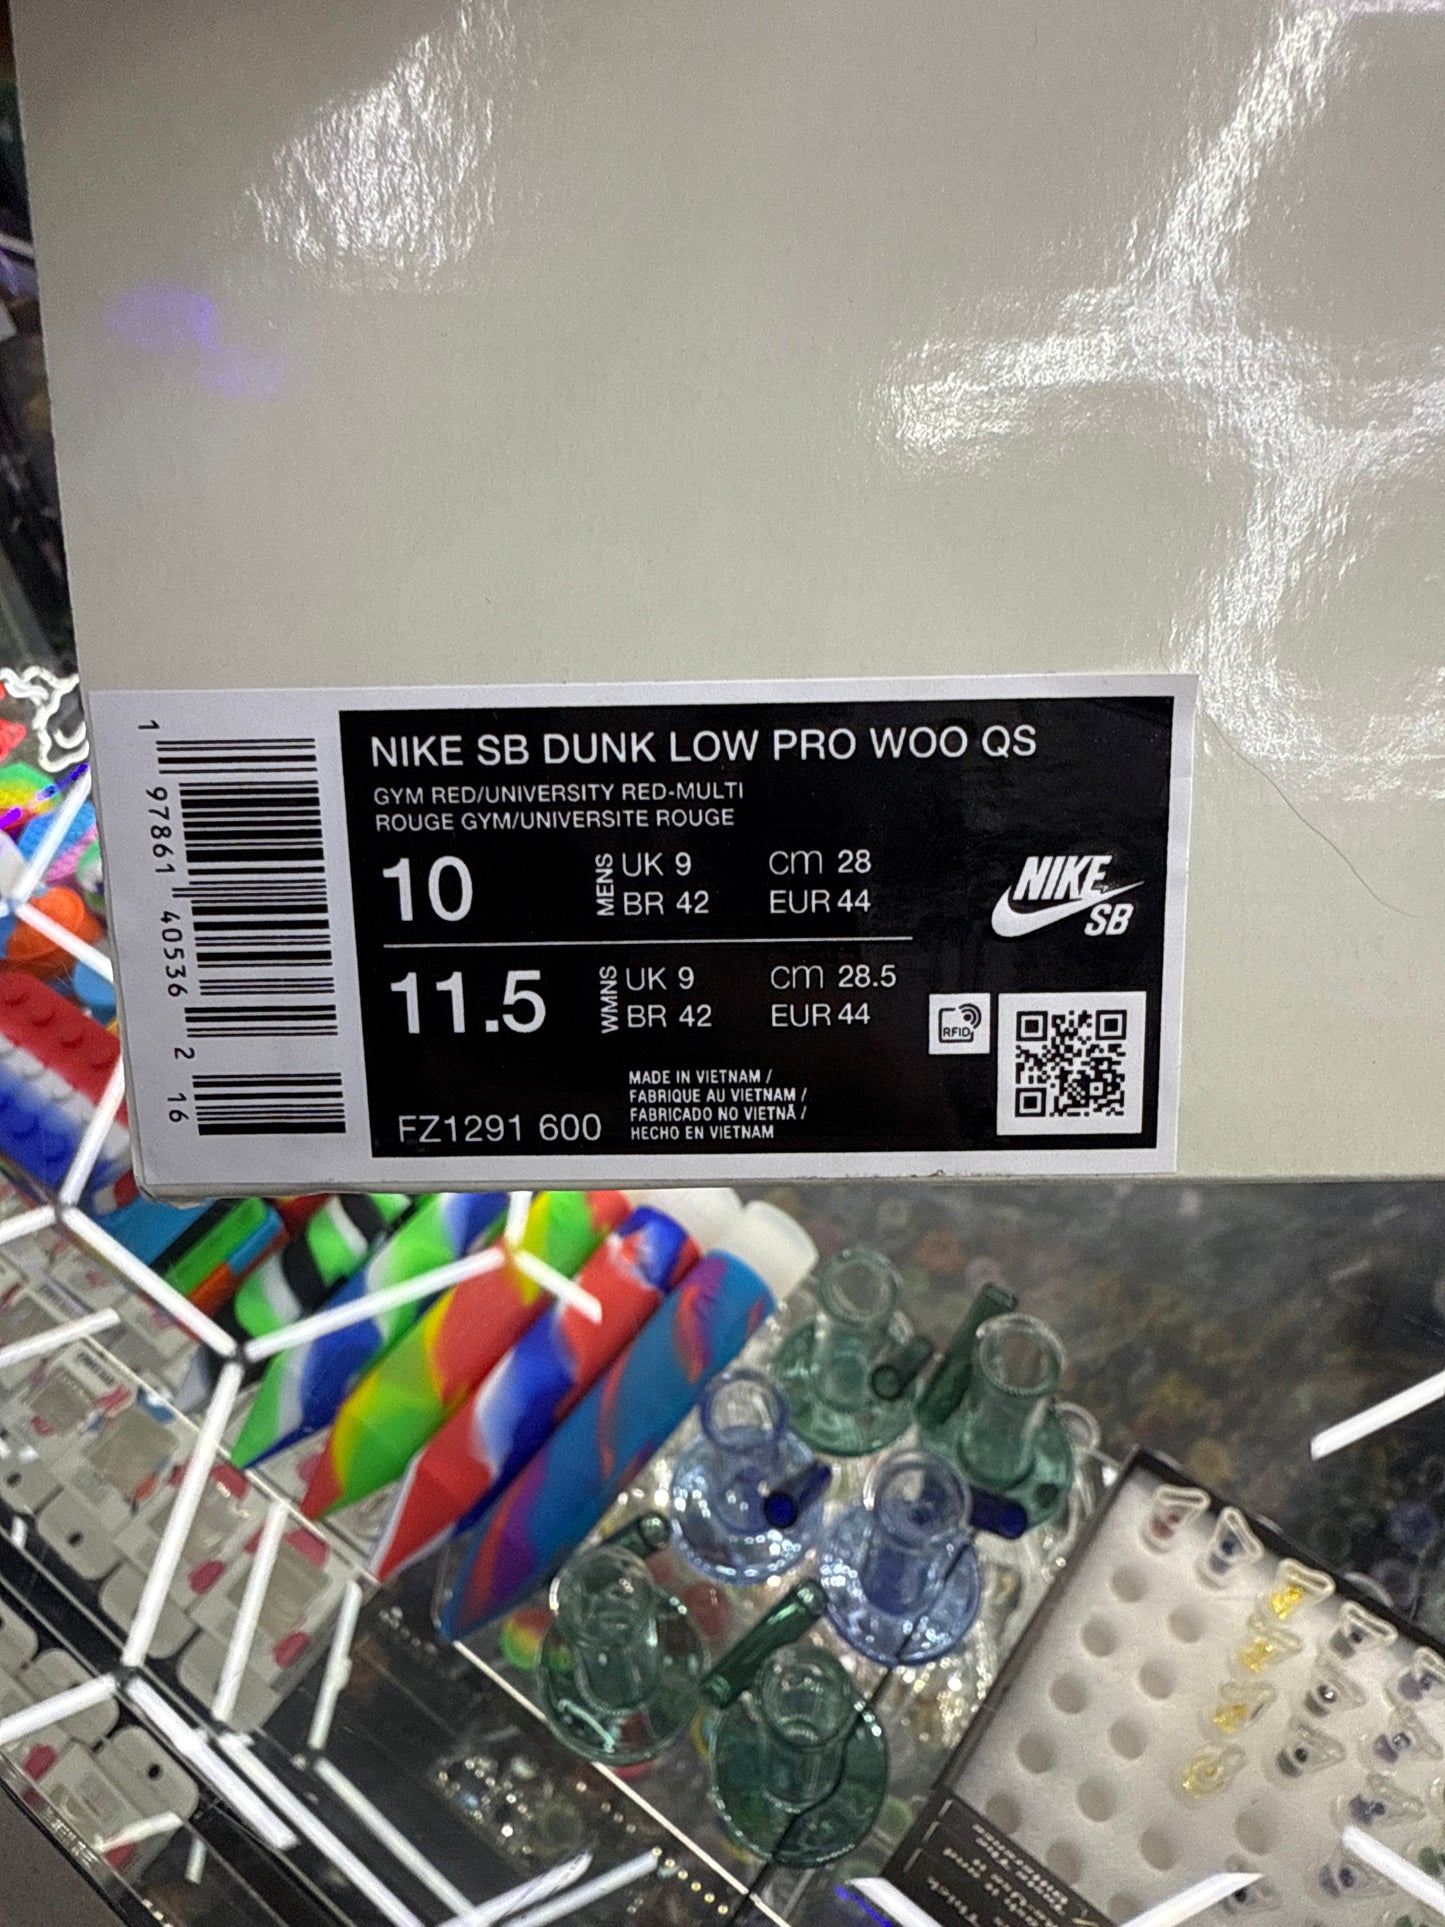 NIKE SB DUNK LOW PRO WOO QS
GYM RED/UNIVERSITY RED-MULTI
ROUGE GYM/UNIVERSITE ROUGE
10
MENS
UK 9
CM 28
BR 42
EUR 44
11.5
WMNS
UK 9
CM 28.5
BR 42
EUR 44
NIKE
SB
RFID
FZ1291 600
MADE IN VIETNAM /
FABRIQUE AU VIETNAM /
FABRICADO NO VIETNÃ /
HECHO EN VIETNAM
1 97861 40536 2 16